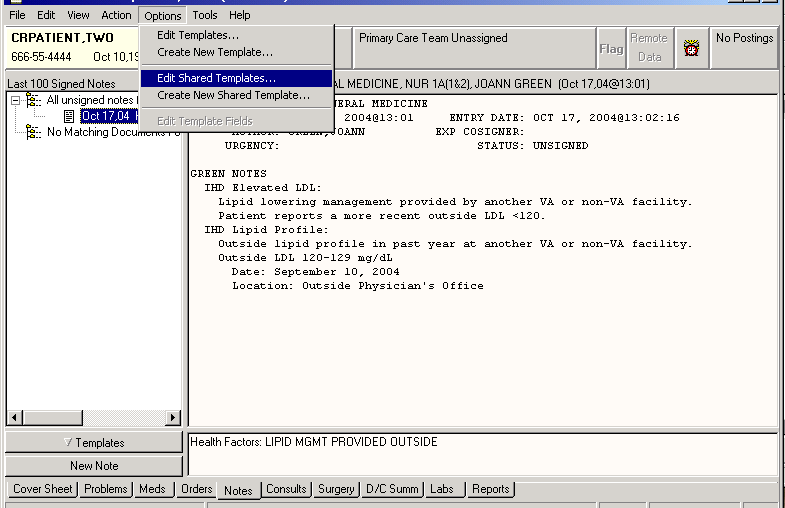 File Edit View Action Options Tools Help
CRPATIENT,TWO
666-55-4444 Oct 10,19
Primary Care Team Unassigned
Flag
Remote
Data
No Postings
Edit Templates...
Create New Template...
Edit Shared Templates...
Create New Shared Template...
Edit Template Fields
Last 100 Signed Notes
AL MEDICINE, NUR 1A(1&2), JOANN GREEN (Oct 17,04@13:01)
All unsigned notes
Oct 17,04
No Matching Documents Fo
ERAL MEDICINE
2004@13:01 ENTRY DATE: OCT 17, 2004@13:02:16
AUTHOR: GREEN,JOANN EXP COSIGNER:
URGENCY: STATUS: UNSIGNED
GREEN NOTES
IHD Elevated LDL:
Lipid lowering management provided by another VA or non-VA facility.
Patient reports a more recent outside LDL <120.
IHD Lipid Profile:
Outside lipid profile in past year at another VA or non-VA facility.
Outside LDL 120-129 mg/dL
Date: September 10, 2004
Location: Outside Physician's Office
Templates
New Note
Health Factors: LIPID MGMT PROVIDED OUTSIDE
Cover Sheet Problems Meds Orders Notes Consults Surgery D/C Summ Labs Reports